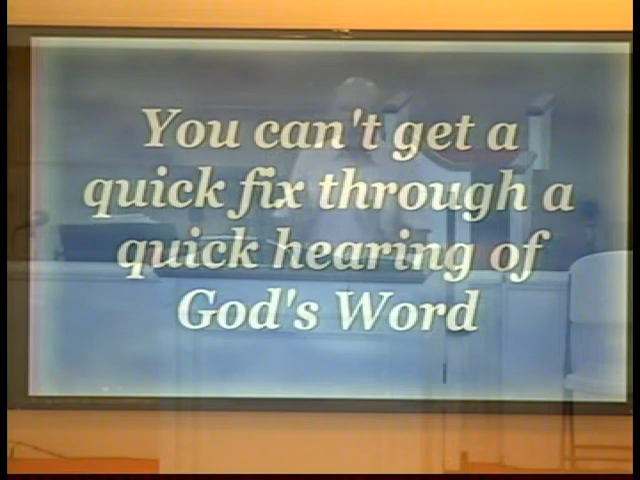 You can't get a
quick fix through a
quick hearing of
God's Word